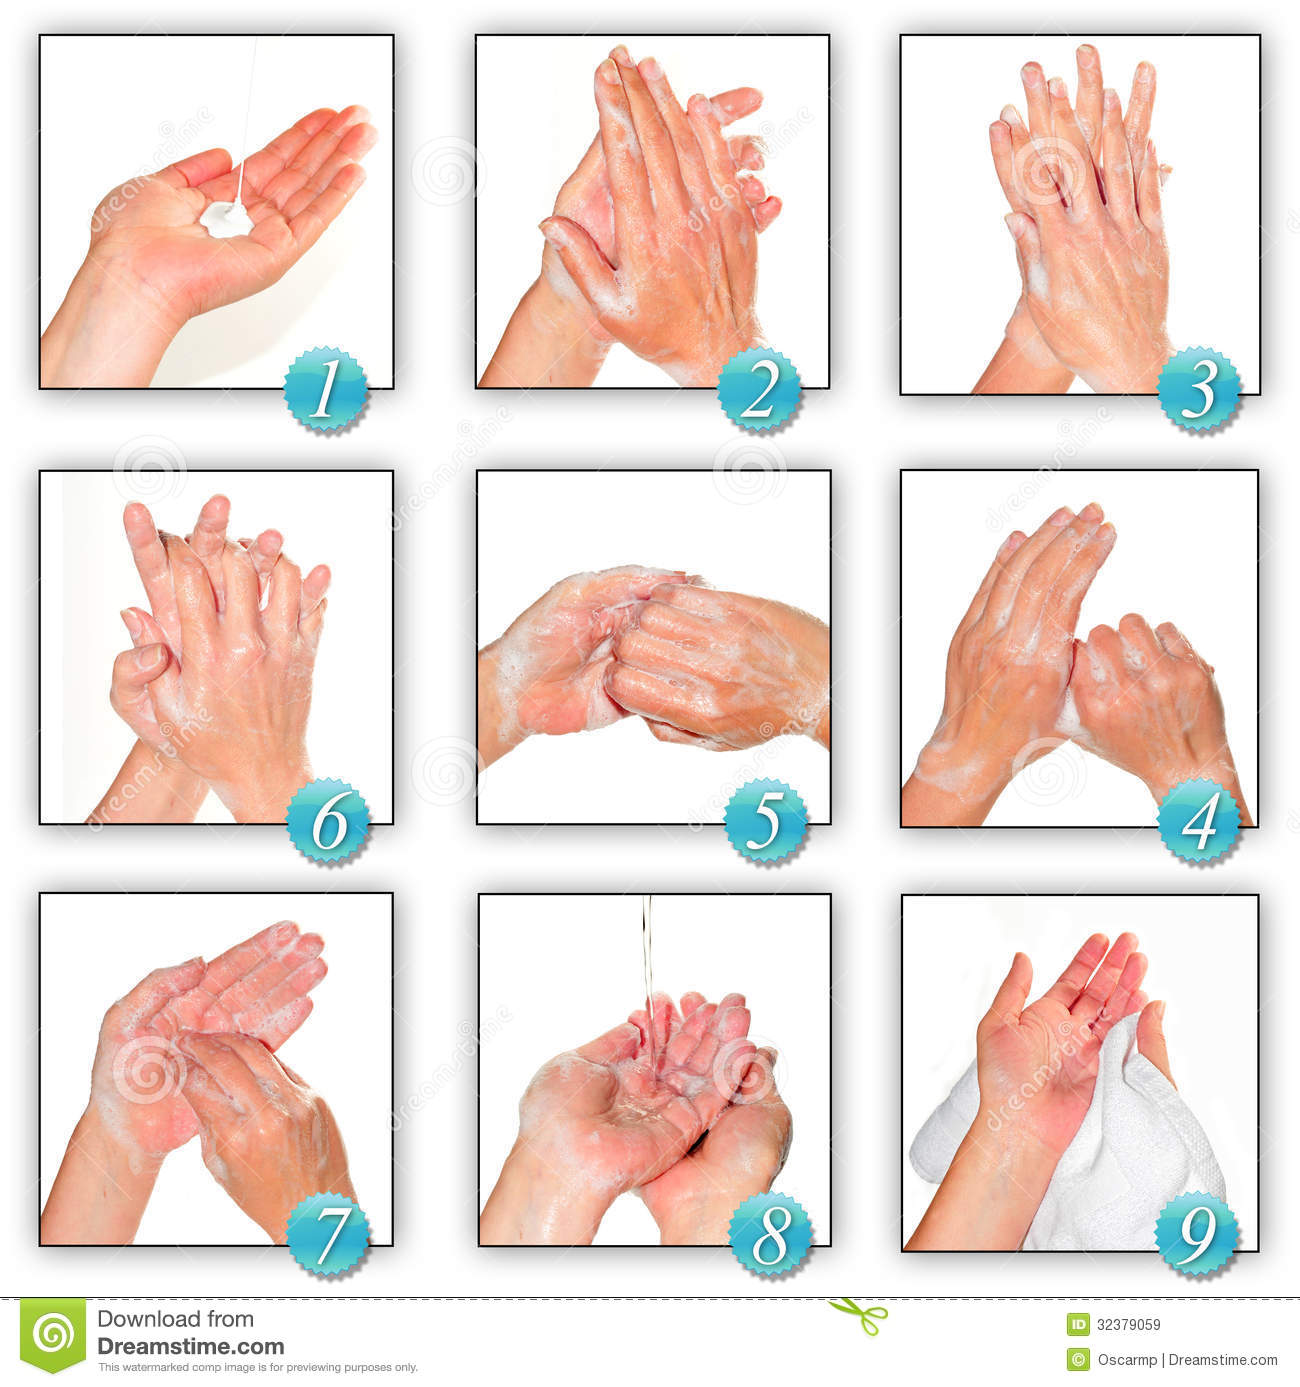 1
2
3
6
5
4
7
8
9
dreamstime
Download from
Dreamstime.com
This watermarked comp image is for previewing purposes only.
ID 32379059
© Oscarmp | Dreamstime.com